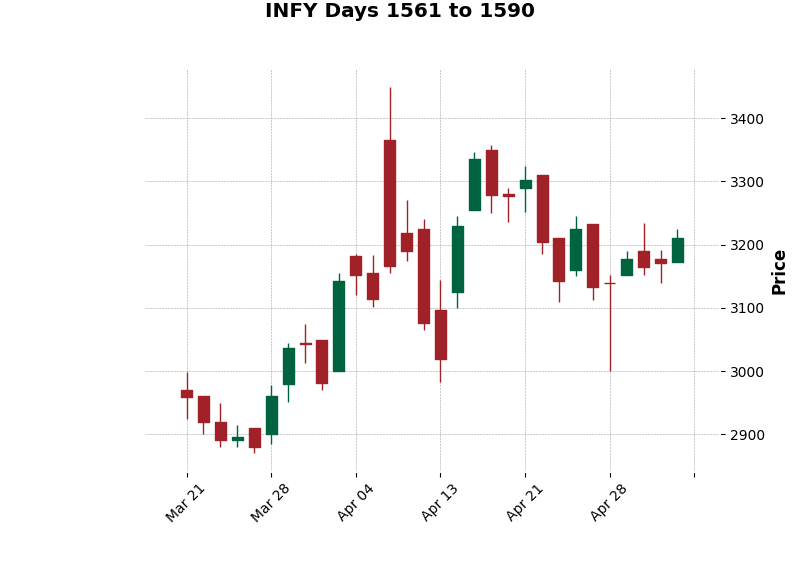 INFY Days 1561 to 1590
3400
3300
3200
3100
3000
2900
Price
Mar 21
Mar 28
Apr 04
Apr 13
Apr 21
Apr 28